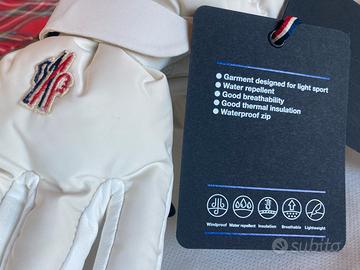 Garment designed for light sport
Water repellent
Good breathability
Good thermal insulation
Waterproof zip
Windproof Water repellent Insulation Breathable Lightweight
subito